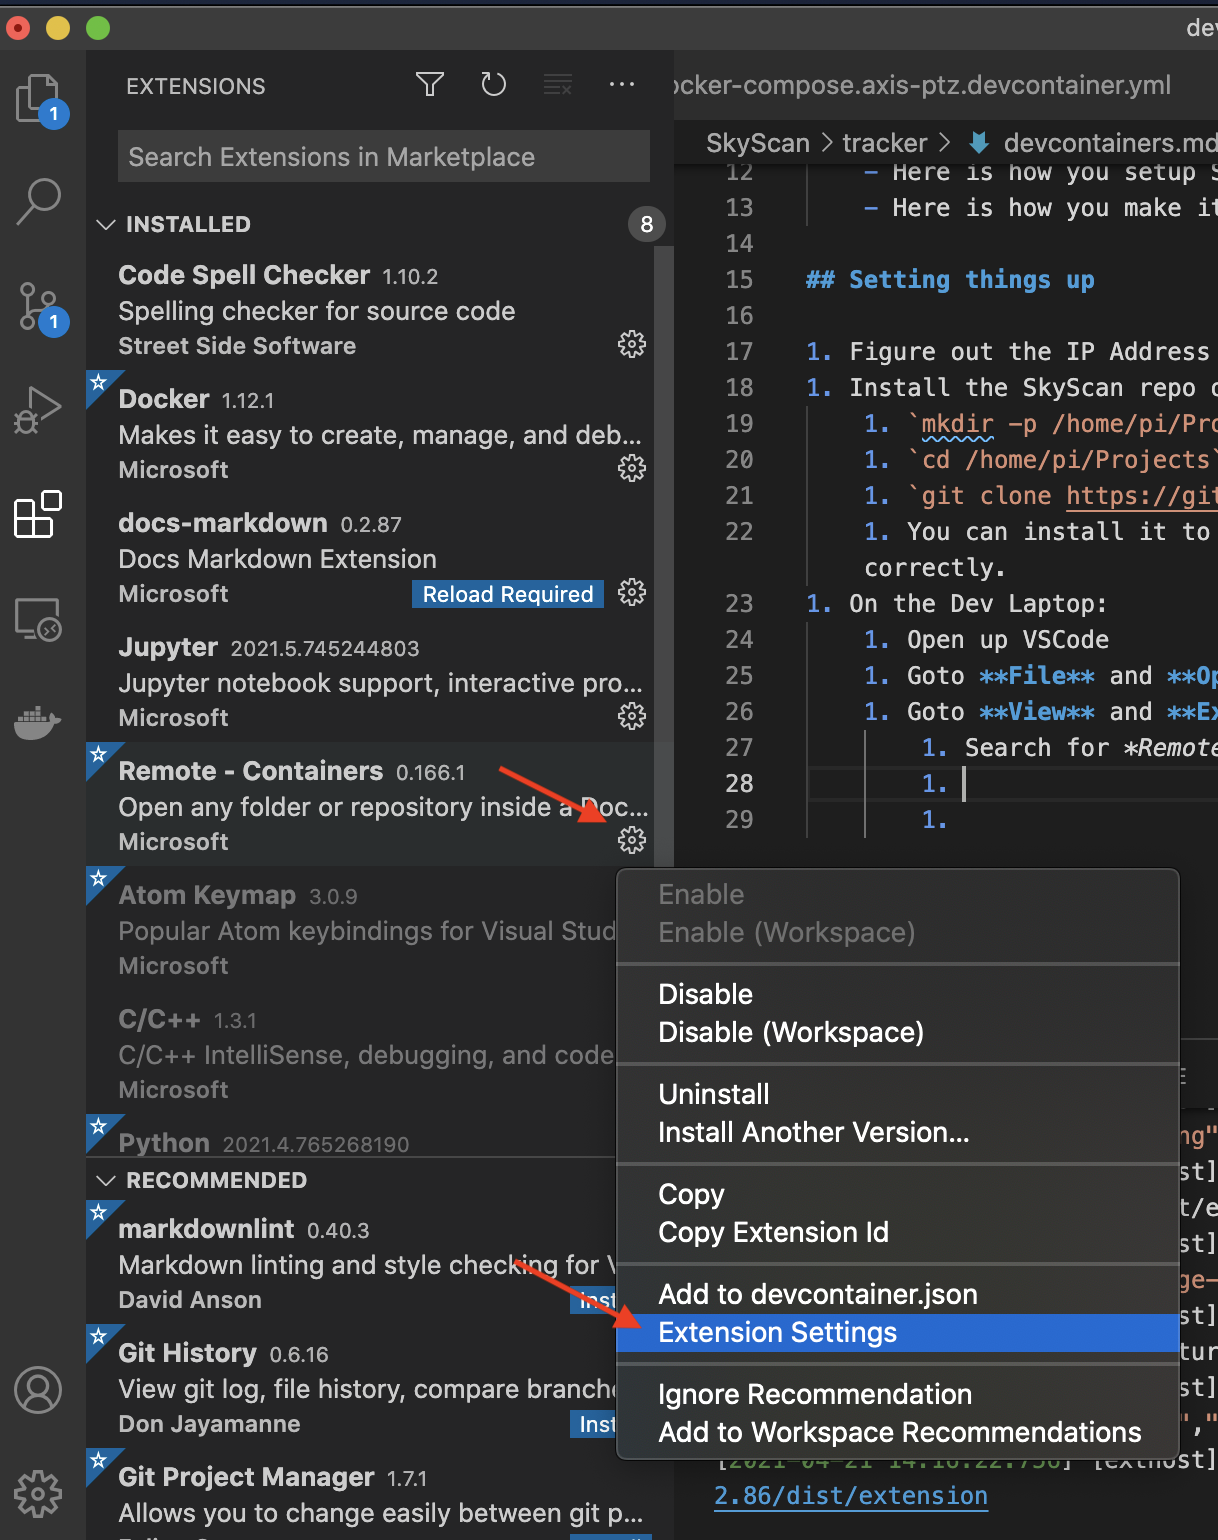 dev
EXTENSIONS
ocker-compose.axis-ptz.devcontainer.yml
Search Extensions in Marketplace
SkyScan > tracker > devcontainers.md
1
1
INSTALLED
8
Code Spell Checker 1.10.2
Spelling checker for source code
Street Side Software
Docker 1.12.1
Makes it easy to create, manage, and deb...
Microsoft
docs-markdown 0.2.87
Docs Markdown Extension
Microsoft
Reload Required
Jupyter 2021.5.745244803
Jupyter notebook support, interactive pro...
Microsoft
Remote - Containers 0.166.1
Open any folder or repository inside a Doc...
Microsoft
Atom Keymap 3.0.9
Popular Atom keybindings for Visual Stud
Microsoft
C/C++ 1.3.1
C/C++ IntelliSense, debugging, and code
Microsoft
Python 2021.4.765268190
RECOMMENDED
markdownlint 0.40.3
Markdown linting and style checking for V
David Anson
Inst
Git History 0.6.16
View git log, file history, compare branche
Don Jayamanne
Inst
Git Project Manager 1.7.1
Allows you to change easily between git p...
12 - Here is how you setup S
13 - Here is how you make it
14
15 ## Setting things up
16
17 1. Figure out the IP Address
18 1. Install the SkyScan repo o
19 1. `mkdir -p /home/pi/Pro
20 1. `cd /home/pi/Projects`
21 1. `git clone https://git
22 1. You can install it to
correctly.
23 1. On the Dev Laptop:
24 1. Open up VSCode
25 1. Goto **File** and **Op
26 1. Goto **View** and **Ex
27 1. Search for *Remote
28 1.
29 1.
Enable
Enable (Workspace)
Disable
Disable (Workspace)
Uninstall
Install Another Version...
Copy
Copy Extension Id
Add to devcontainer.json
Extension Settings
Ignore Recommendation
Add to Workspace Recommendations
E
ng"
st]
t/e
st]
ge-
st]
tur
st]
","
[2021-04-21 14:16:22.736] [exthost]
2.86/dist/extension